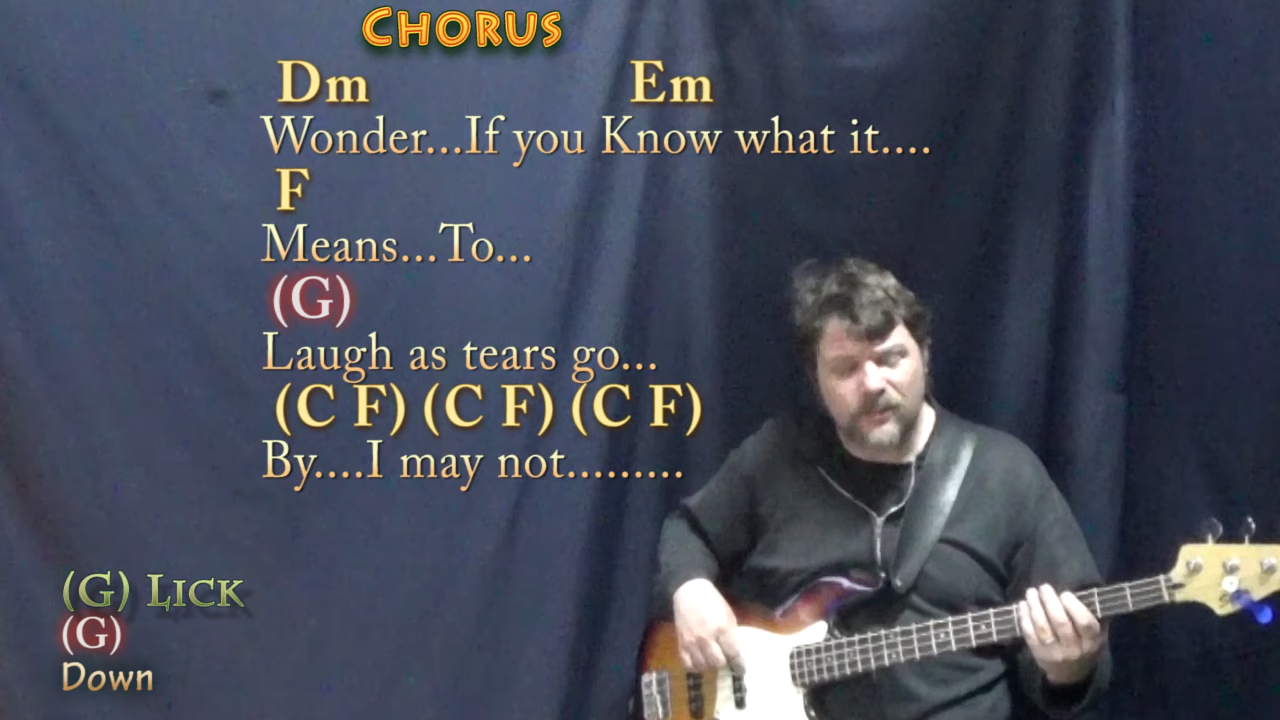 CHORUS
Dm Em
Wonder...If you Know what it....
F
Means...To...
(G)
Laugh as tears go...
(C F) (C F) (C F)
By....I may not.........
(G) LICK
(G)
Down